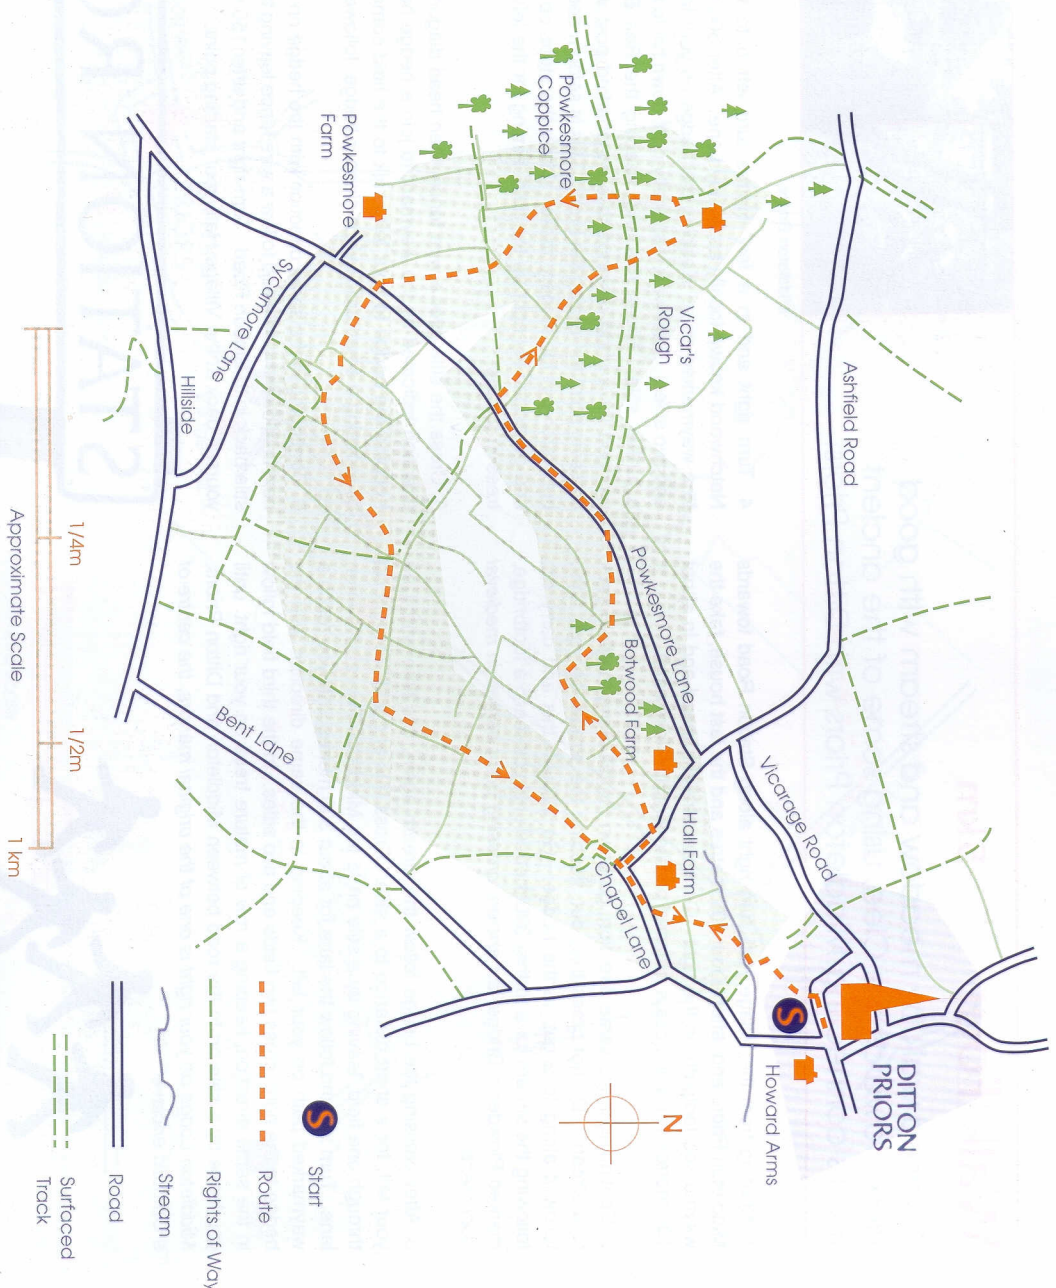 DITTON
PRIORS
Ashfield Road
Vicarage Road
S
Howard Arms
Vicar's
Rough
Hall Farm
N
Powkesmore Lane
Botwood Farm
Chapel Lane
Powkesmore
Coppice
Powkesmore
Farm
Sycamore Lane
Bent Lane
Hillside
S
Start
Route
Rights of Way
Stream
Road
Surfaced
Track
1/4m
1/2m
1 km
Approximate Scale